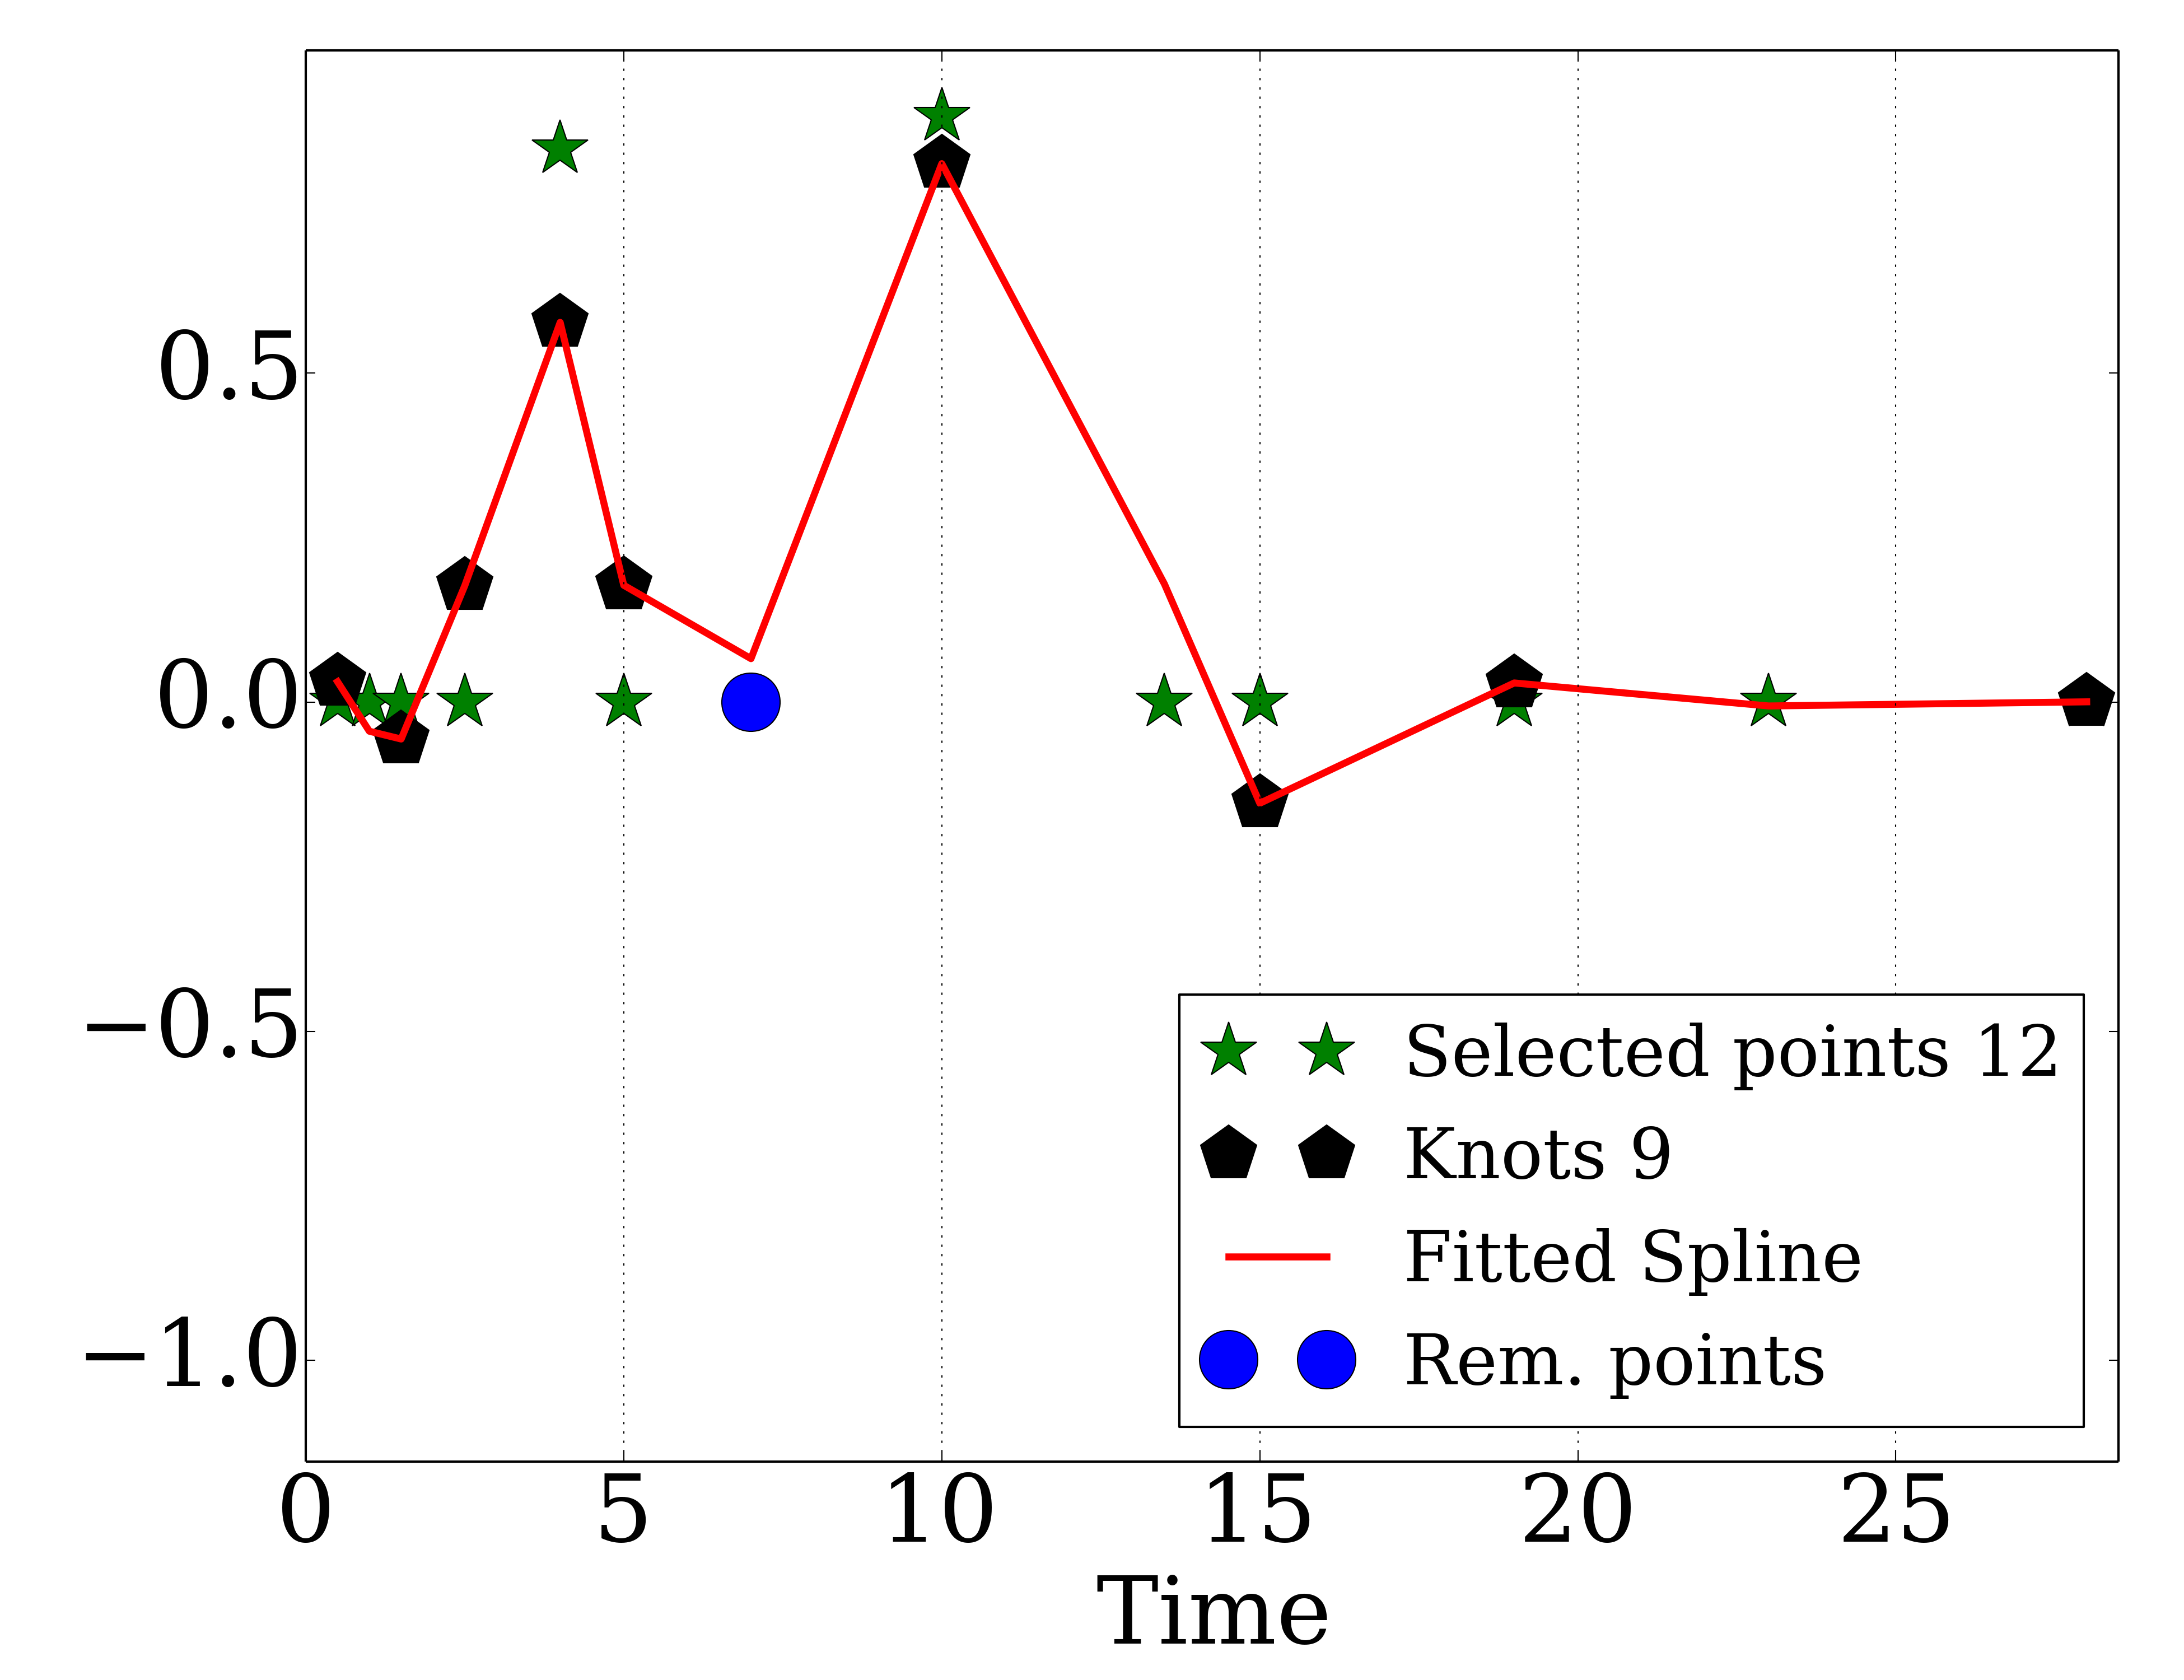 0.5
0.0
−0.5
−1.0
Selected points 12
Knots 9
Fitted Spline
Rem. points
0 5 10 15 20 25
Time